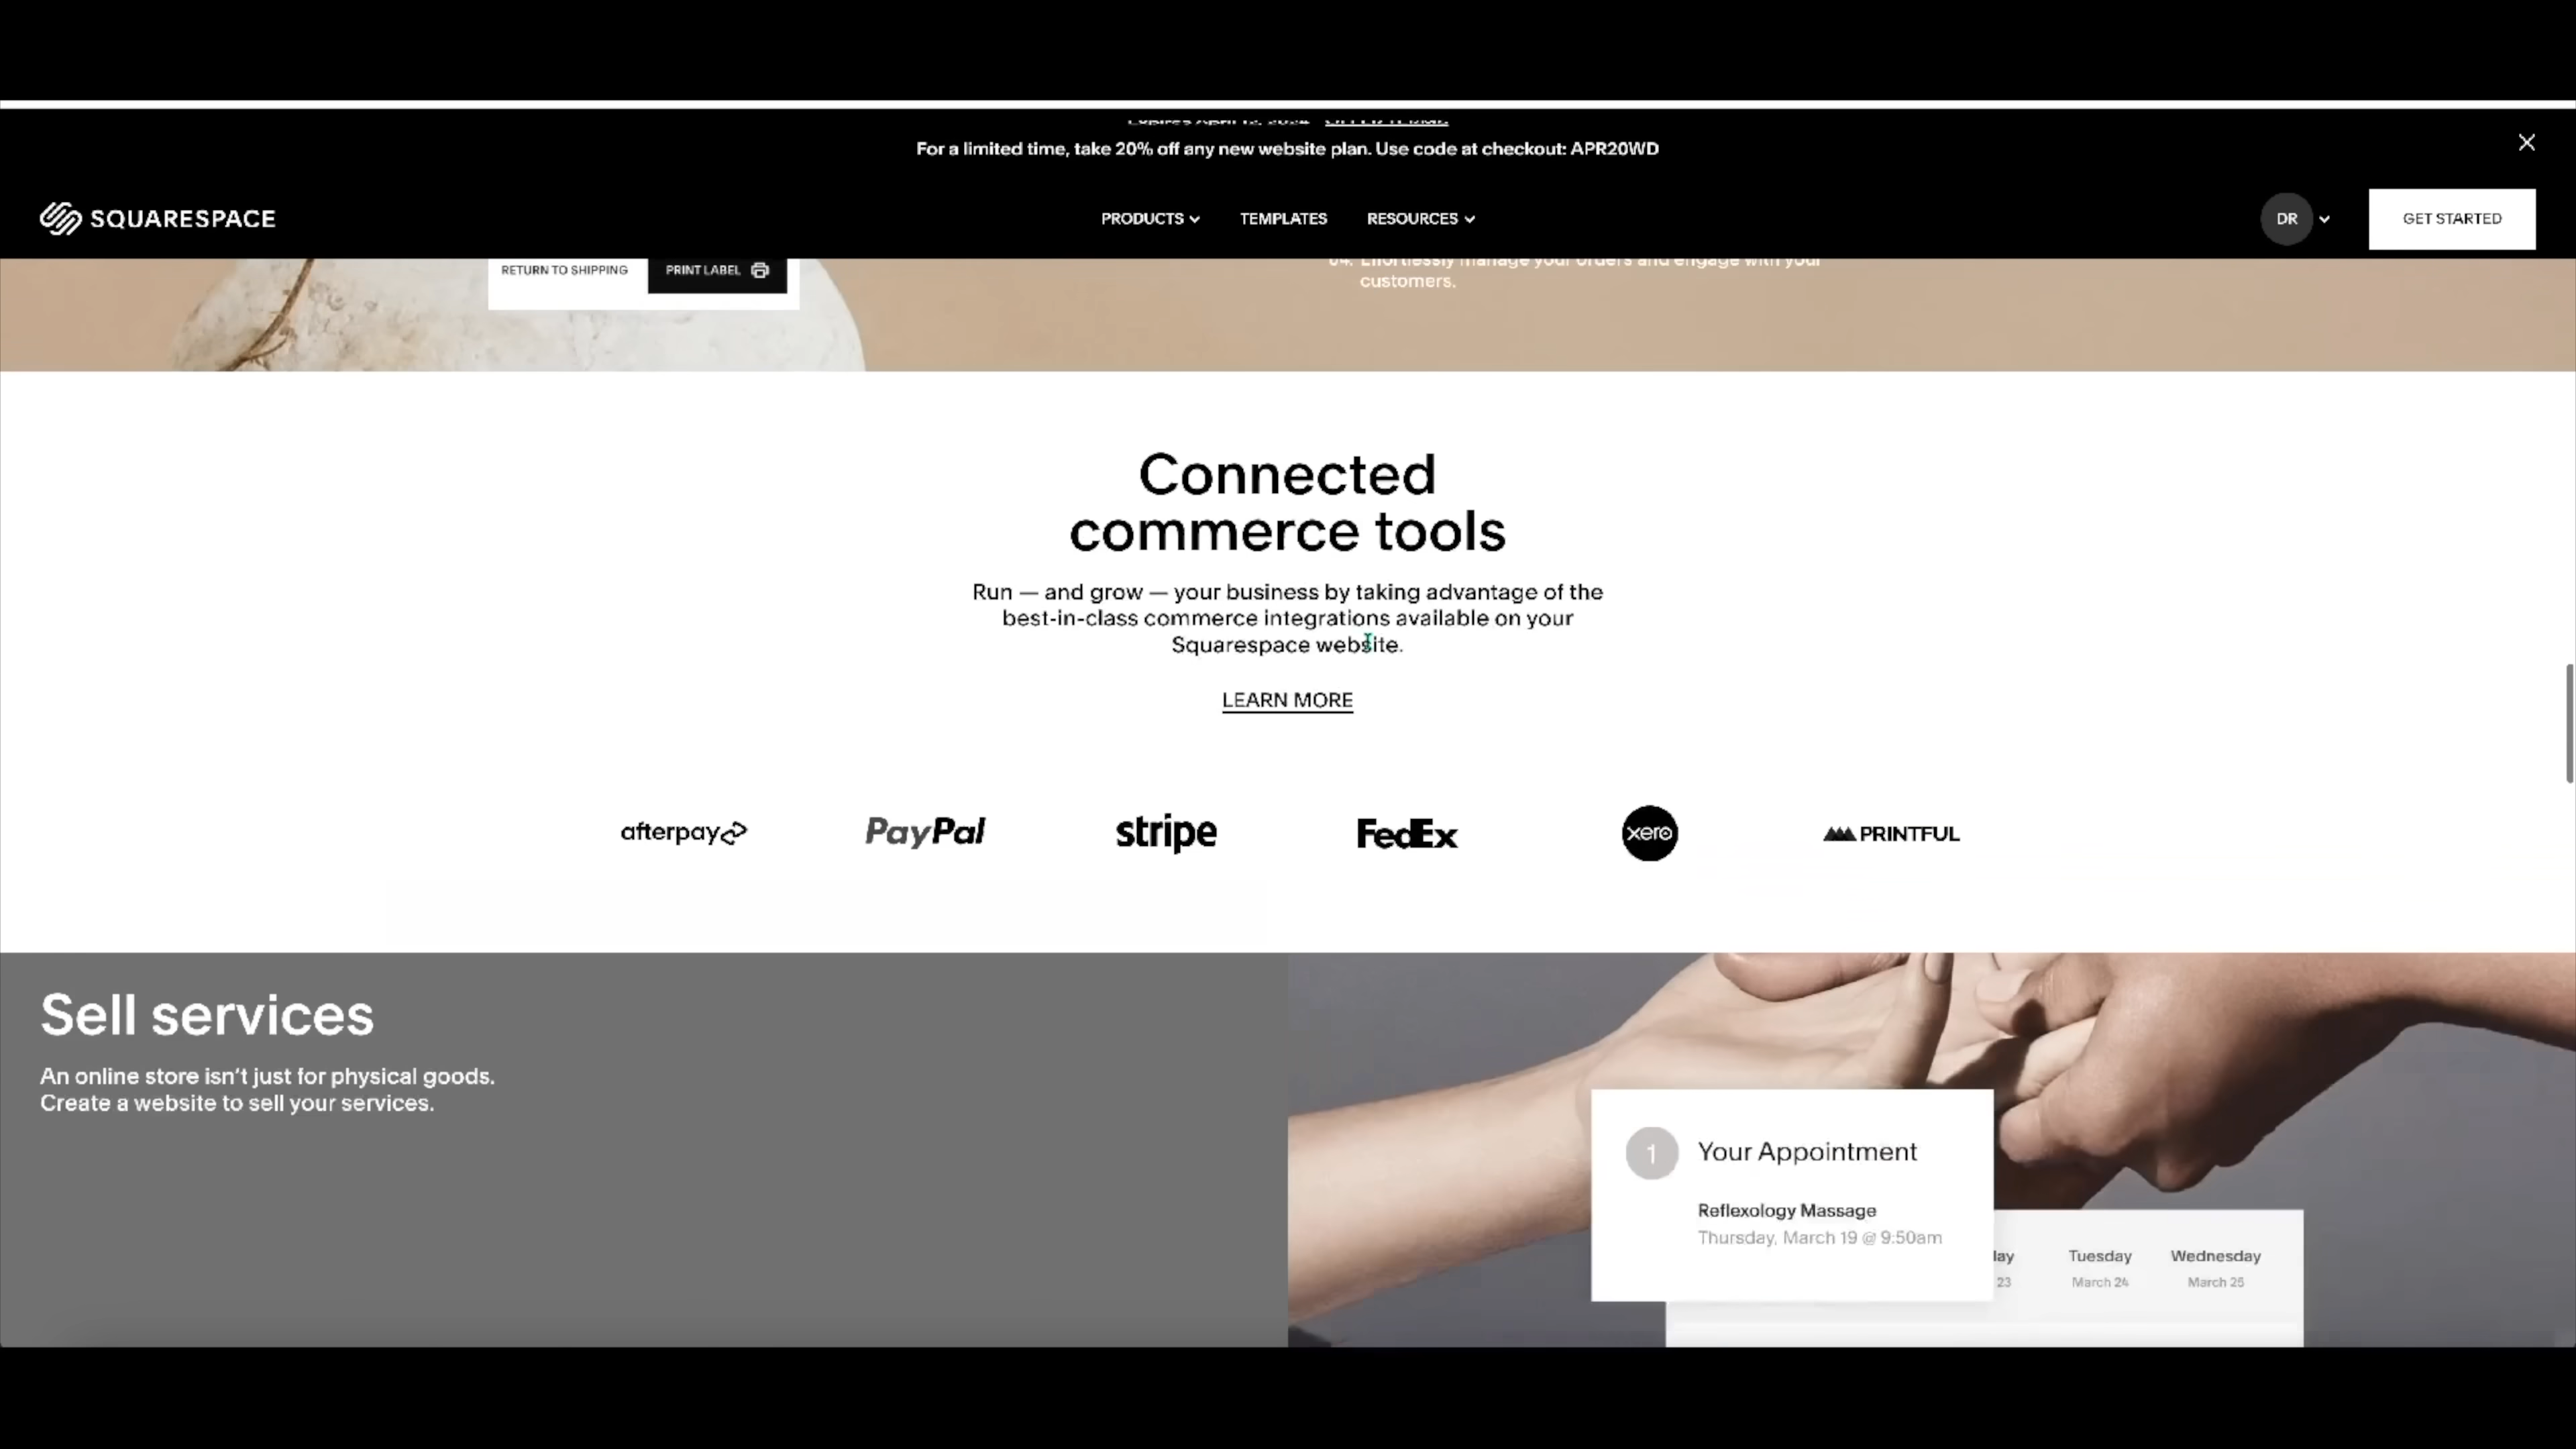 For a limited time, take 20% off any new website plan. Use code at checkout: APR20WD
SQUARESPACE
PRODUCTS
TEMPLATES
RESOURCES
DR
GET STARTED
RETURN TO SHIPPING
PRINT LABEL
Effortlessly manage your orders and engage with your
customers.
Connected
commerce tools
Run — and grow — your business by taking advantage of the
best-in-class commerce integrations available on your
Squarespace website.
LEARN MORE
afterpay
PayPal
stripe
FedEx
xero
PRINTFUL
Sell services
An online store isn't just for physical goods.
Create a website to sell your services.
1
Your Appointment
Reflexology Massage
Thursday, March 19 @ 9:50am
Tuesday
Wednesday
23
March 24
March 25